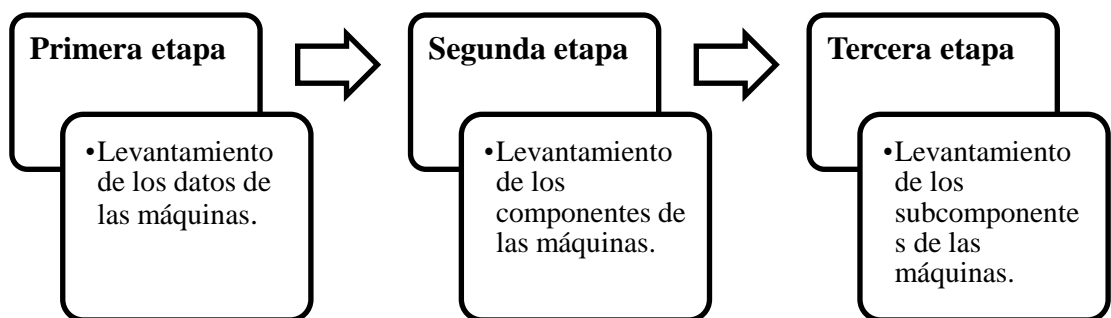 Primera etapa
•Levantamiento
de los datos de
las máquinas.
Segunda etapa
•Levantamiento
de los
componentes de
las máquinas.
Tercera etapa
•Levantamiento
de los
subcomponente
s de las
máquinas.